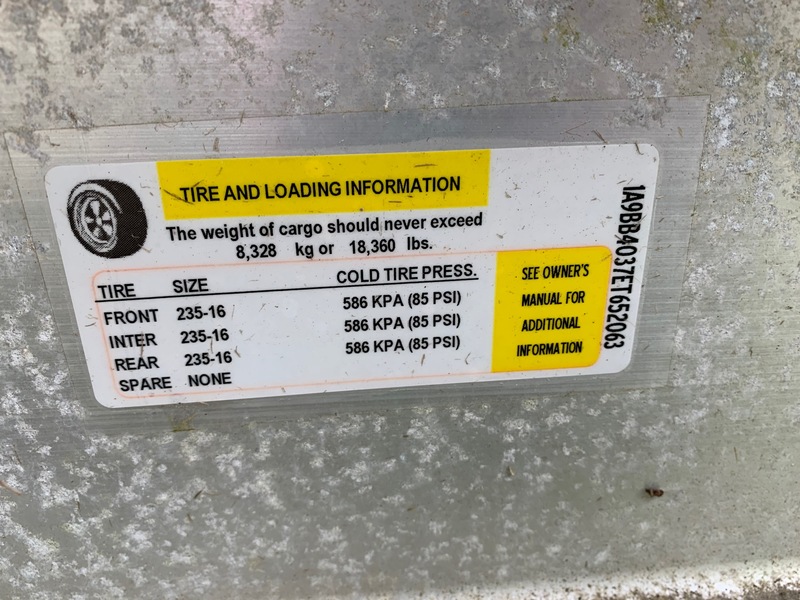 TIRE AND LOADING INFORMATION
The weight of cargo should never exceed
8,328 kg or 18,360 lbs.
TIRE SIZE COLD TIRE PRESS.
FRONT 235-16 586 KPA (85 PSI)
INTER 235-16 586 KPA (85 PSI)
REAR 235-16 586 KPA (85 PSI)
SPARE NONE
SEE OWNER'S
MANUAL FOR
ADDITIONAL
INFORMATION
1A9BB4037ET652063